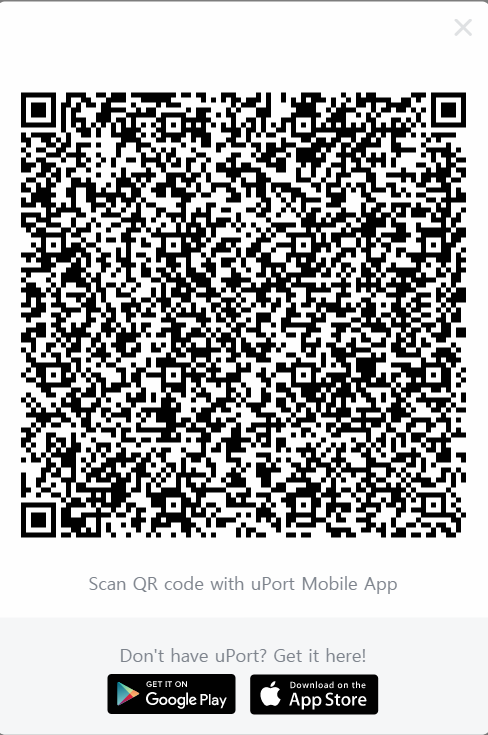 Scan QR code with uPort Mobile App
Don't have uPort? Get it here!
GET IT ON
Google Play
Download on the
App Store